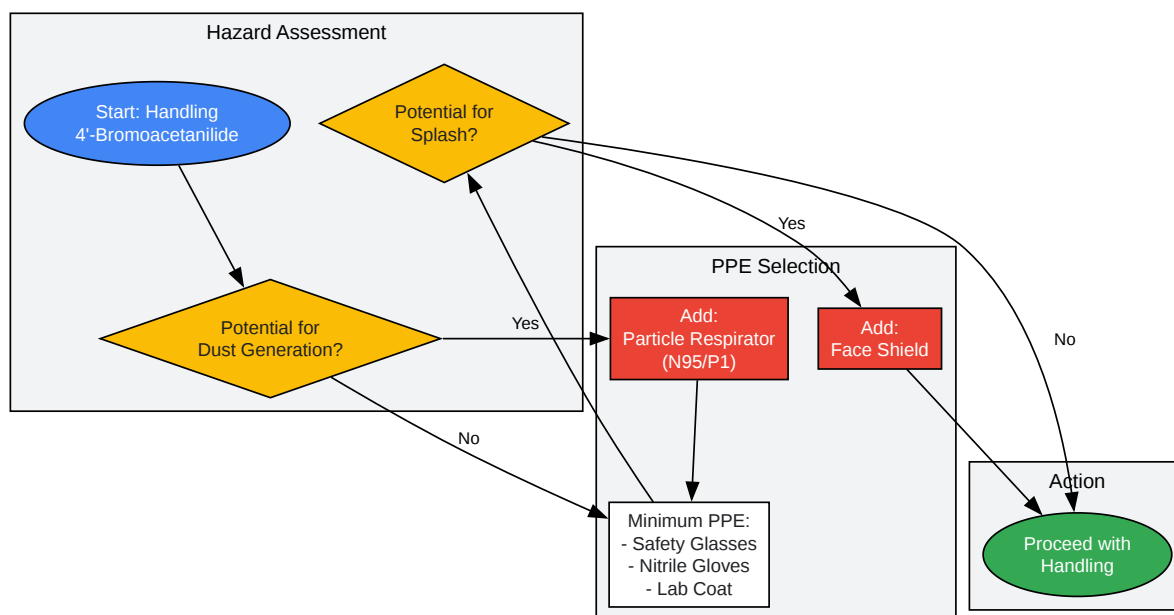 Hazard Assessment
Start: Handling
4'-Bromoacetanilide
Potential for
Splash?
Yes
PPE Selection
Potential for
Dust Generation?
Yes
Add:
Particle Respirator
(N95/P1)
Add:
Face Shield
No
No
Minimum PPE:
- Safety Glasses
- Nitrile Gloves
- Lab Coat
Action
Proceed with
Handling